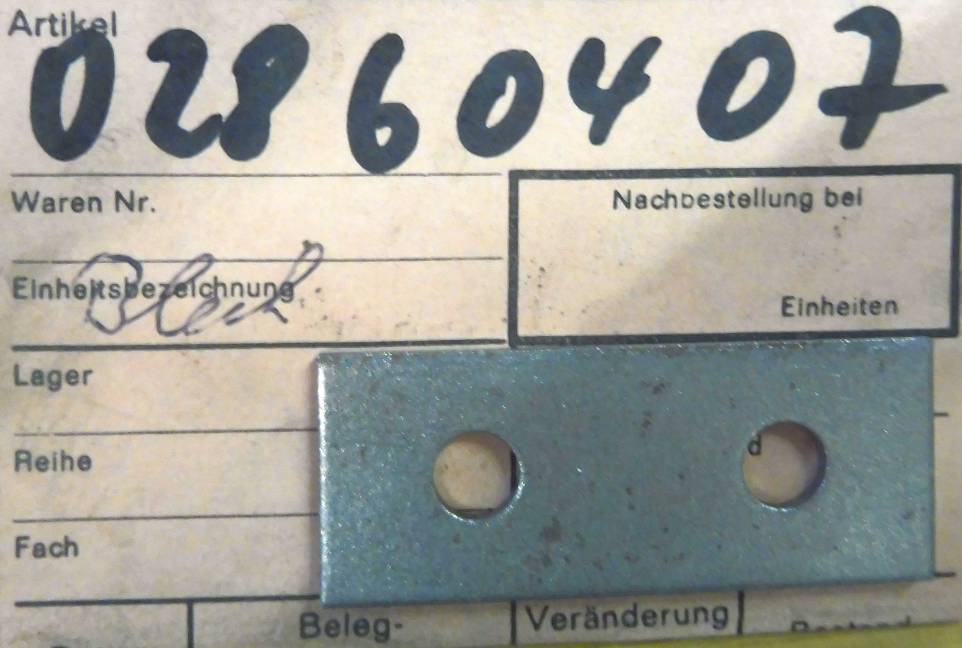 Artikel
02860407
Waren Nr.
Nachbestellung bei
Einheitsbezeichnung
Blech
Einheiten
Lager
Reihe
d
Fach
Beleg-
Veränderung